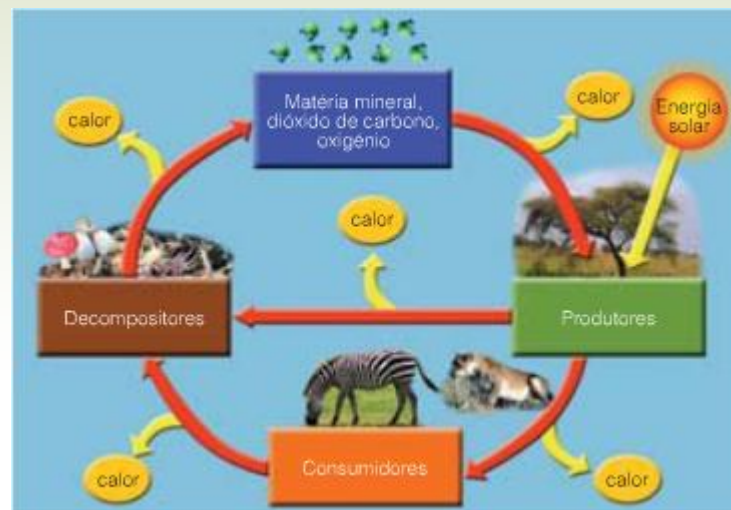 Matéria mineral,
dióxido de carbono,
oxigénio
calor
calor
Energia
solar
calor
Decompositores
Produtores
Consumidores
calor
calor